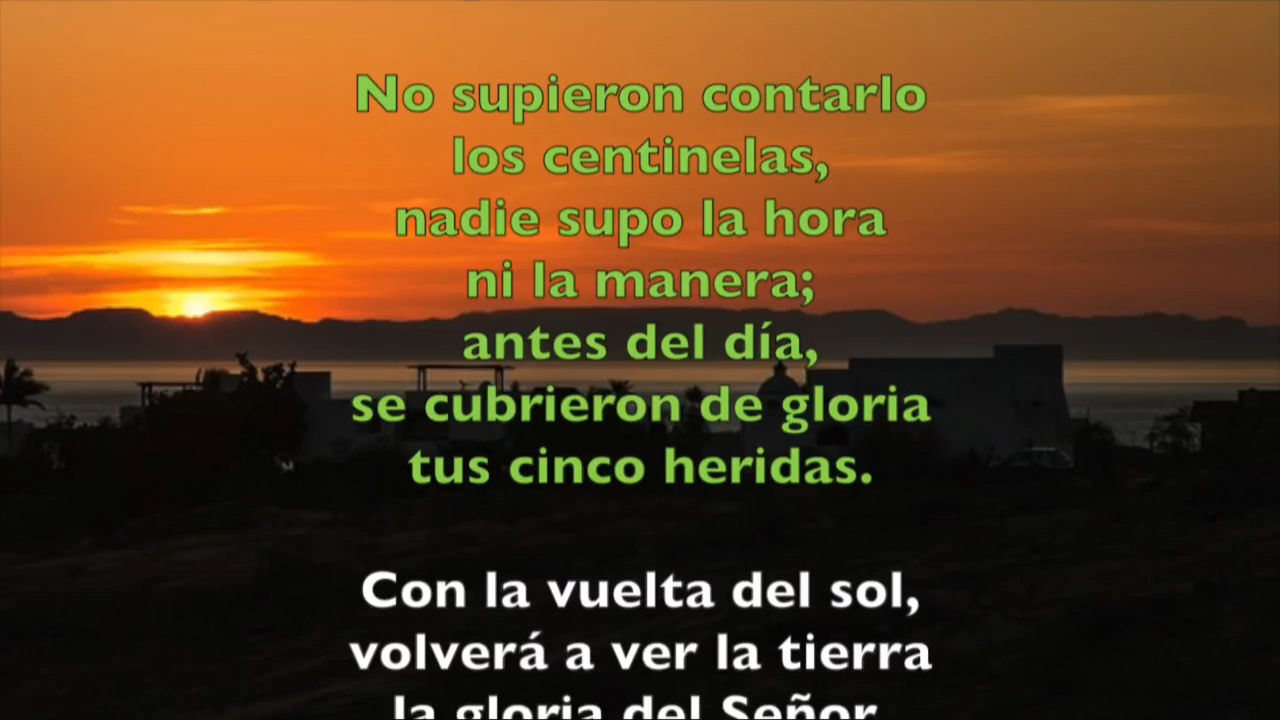 No supieron contarlo
los centinelas,
nadie supo la hora
ni la manera;
antes del día,
se cubrieron de gloria
tus cinco heridas.
Con la vuelta del sol,
volverá a ver la tierra
la gloria del Señor.